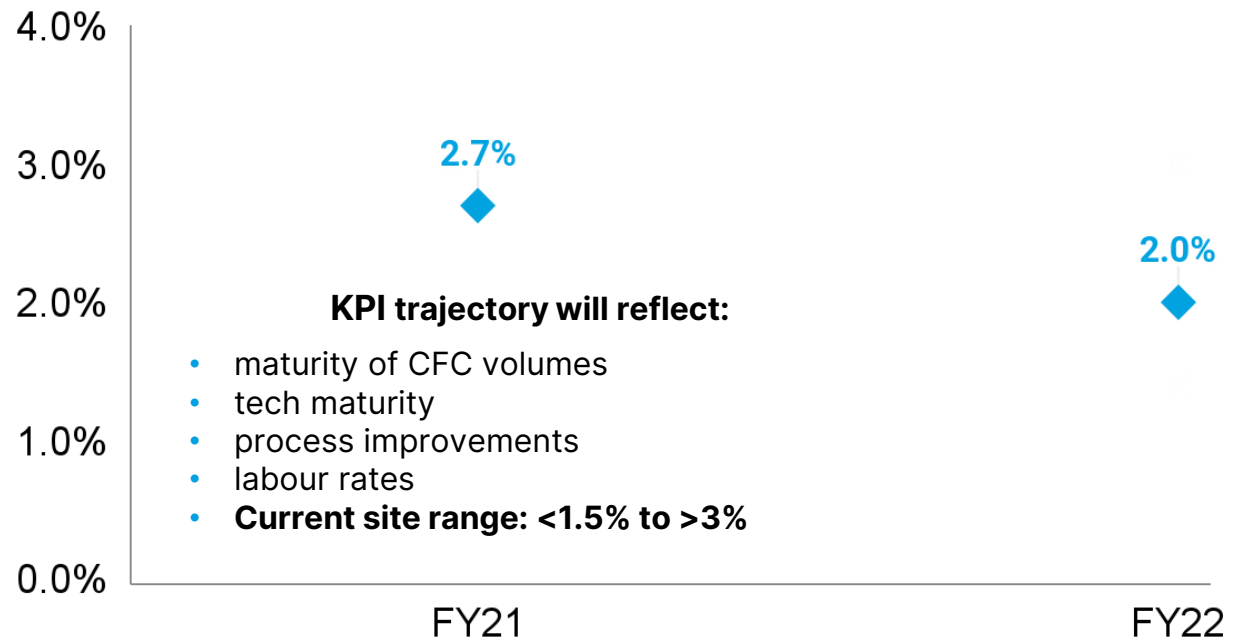 4.0%
3.0%
2.0%
1.0%
0.0%
2.7%
2.0%
KPI trajectory will reflect:
• maturity of CFC volumes
• tech maturity
• process improvements
• labour rates
• Current site range: <1.5% to >3%
FY21
FY22